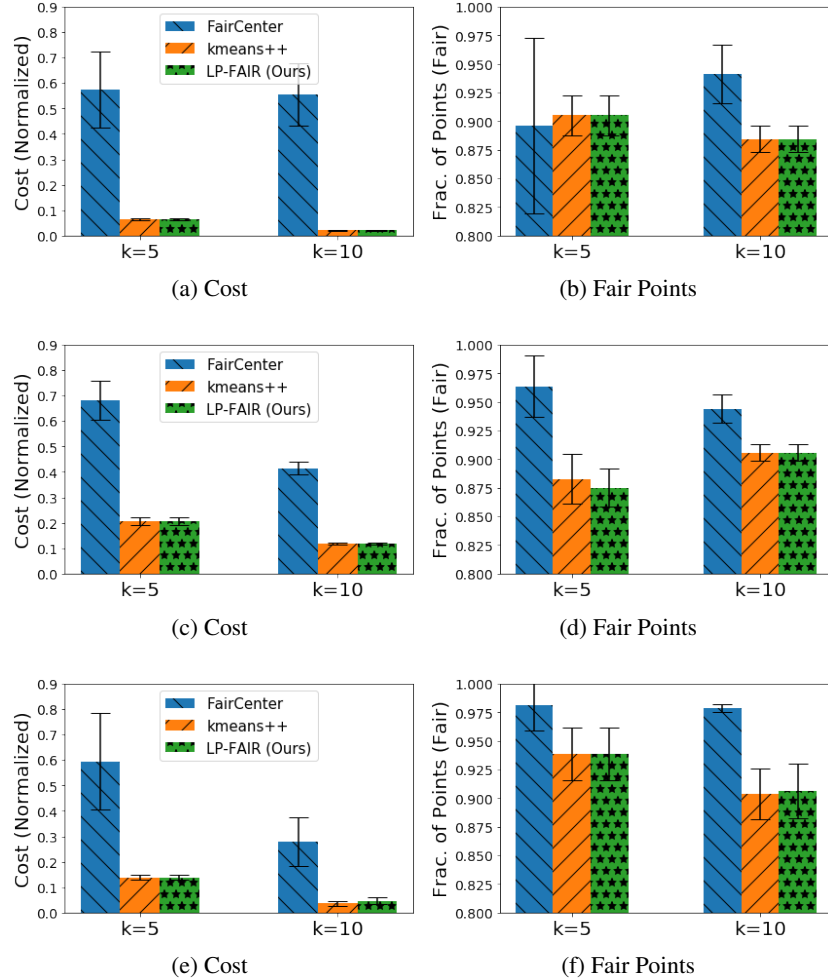 Cost (Normalized)
0.9
0.8
0.7
0.6
0.5
0.4
0.3
0.2
0.1
0.0
FairCenter
kmeans++
LP-FAIR (Ours)
k=5
k=10
(a) Cost
Frac. of Points (Fair)
1.000
0.975
0.950
0.925
0.900
0.875
0.850
0.825
0.800
k=5
k=10
(b) Fair Points
Cost (Normalized)
0.9
0.8
0.7
0.6
0.5
0.4
0.3
0.2
0.1
0.0
FairCenter
kmeans++
LP-FAIR (Ours)
k=5
k=10
(c) Cost
Frac. of Points (Fair)
1.000
0.975
0.950
0.925
0.900
0.875
0.850
0.825
0.800
k=5
k=10
(d) Fair Points
Cost (Normalized)
0.9
0.8
0.7
0.6
0.5
0.4
0.3
0.2
0.1
0.0
FairCenter
kmeans++
LP-FAIR (Ours)
k=5
k=10
(e) Cost
Frac. of Points (Fair)
1.000
0.975
0.950
0.925
0.900
0.875
0.850
0.825
0.800
k=5
k=10
(f) Fair Points